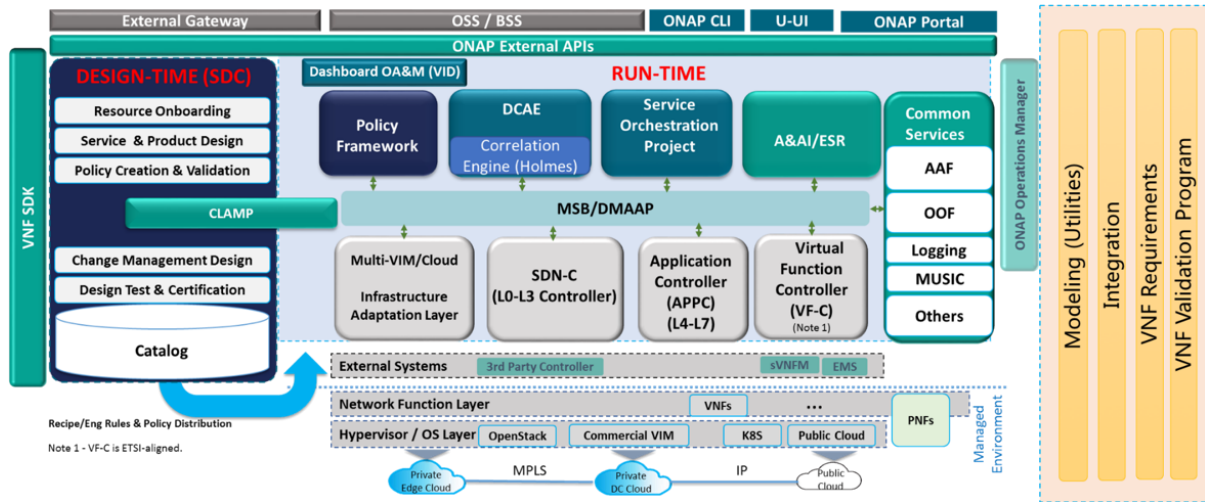 External Gateway
OSS / BSS
ONAP CLI
U-UI
ONAP Portal
ONAP External APIs
VNF SDK
DESIGN-TIME (SDC)
Resource Onboarding
Service & Product Design
Policy Creation & Validation
CLAMP
Change Management Design
Design Test & Certification
Catalog
Dashboard OA&M (VID)
RUN-TIME
Policy
Framework
DCAE
Correlation
Engine (Holmes)
Service
Orchestration
Project
A&AI/ESR
MSB/DMAAP
Multi-VIM/Cloud
Infrastructure
Adaptation Layer
SDN-C
(L0-L3 Controller)
Application
Controller
(APPC)
(L4-L7)
Virtual
Function
Controller
(VF-C)
(Note 1)
Common
Services
AAF
OOF
Logging
MUSIC
Others
ONAP Operations Manager
Modeling (Utilities)
Integration
VNF Requirements
VNF Validation Program
External Systems
3rd Party Controller
sVNFM
EMS
Network Function Layer
VNFs
...
PNFs
Hypervisor / OS Layer
OpenStack
Commercial VIM
K8S
Public Cloud
Managed
Environment
Private
Edge Cloud
MPLS
Private
DC Cloud
IP
Public
Cloud
Recipe/Eng Rules & Policy Distribution
Note 1 - VF-C is ETSI-aligned.